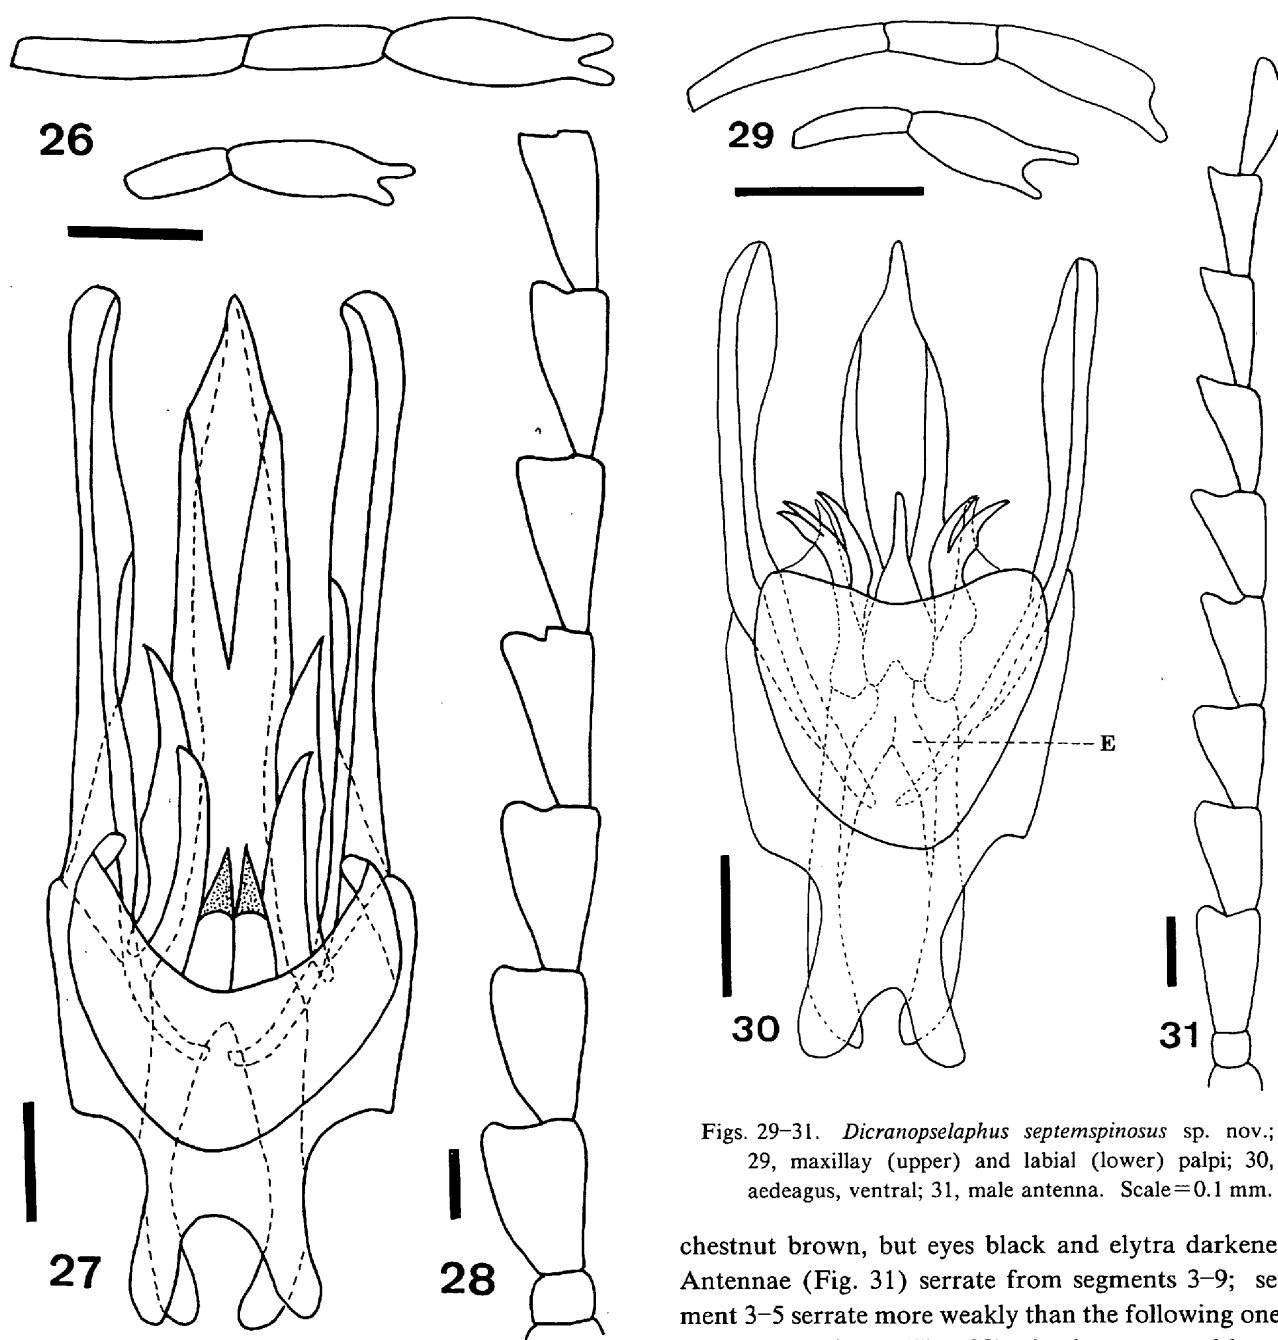 26
29
E
27
28
30
31
Figs. 29–31. Dicranopselaphus septemspinosus sp. nov.;
29, maxillay (upper) and labial (lower) palpi; 30,
aedeagus, ventral; 31, male antenna. Scale=0.1 mm.
chestnut brown, but eyes black and elytra darkene
Antennae (Fig. 31) serrate from segments 3–9; se
ment 3–5 serrate more weakly than the following one